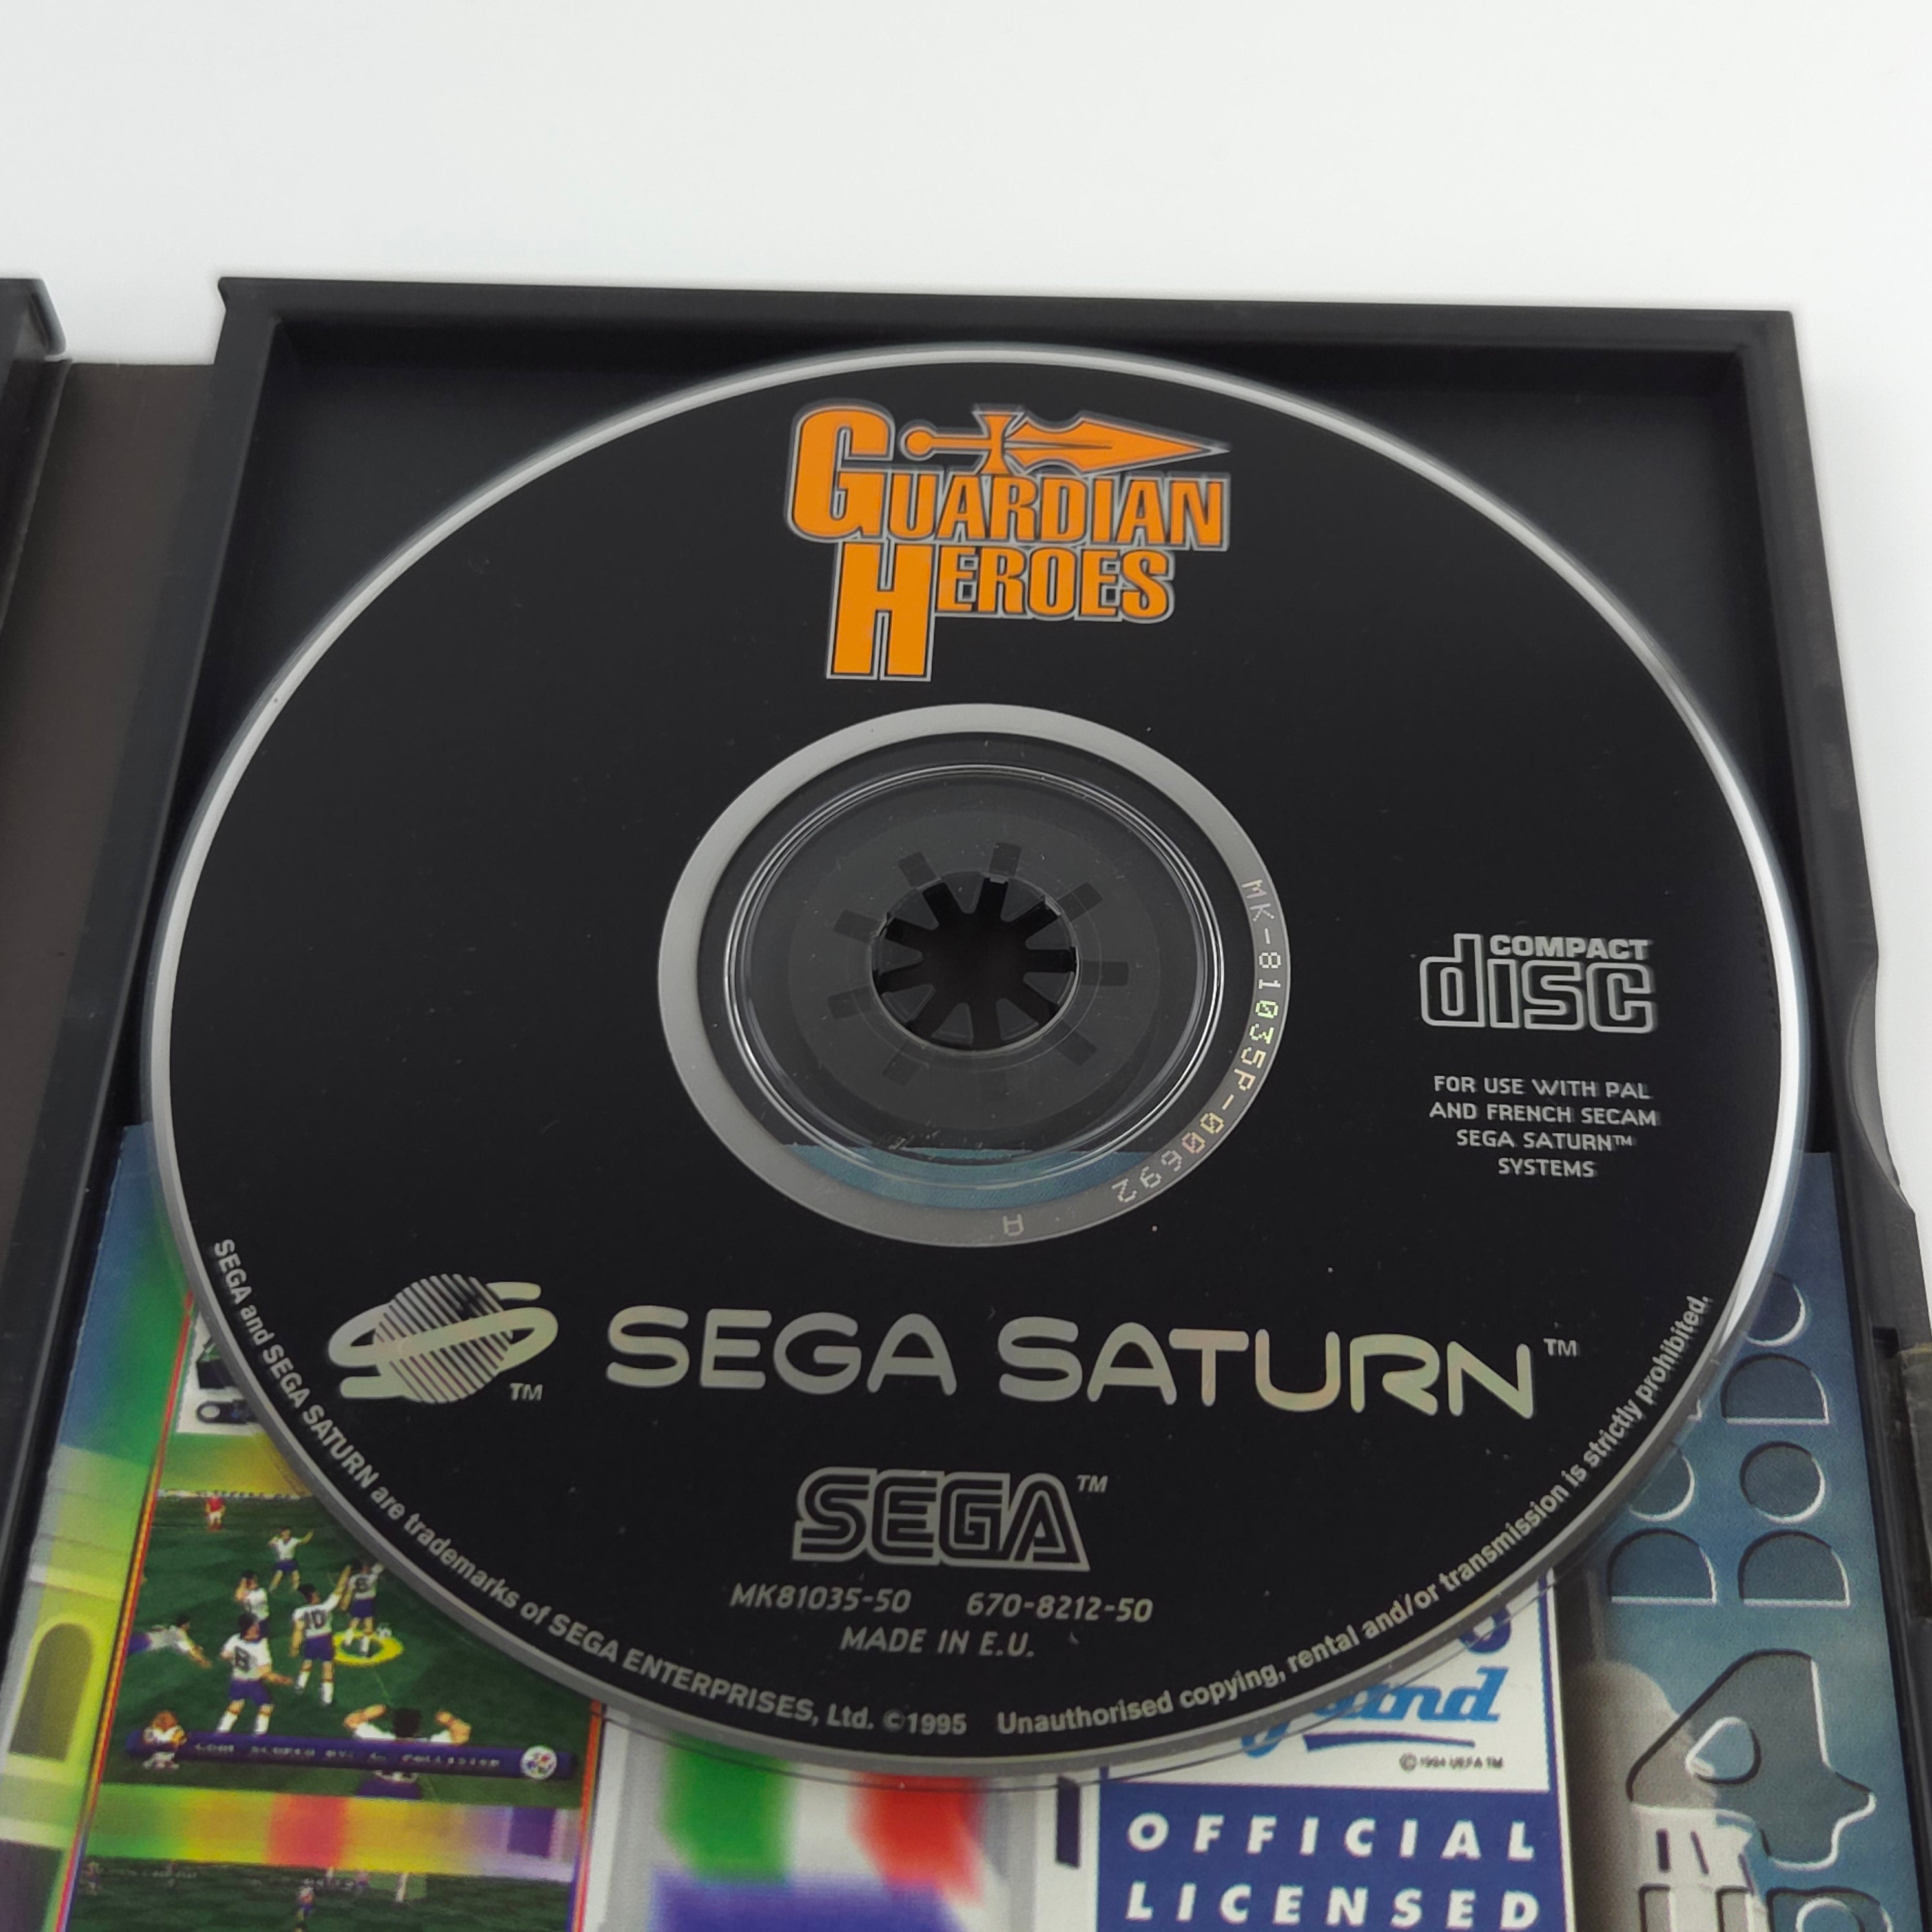 GUARDIAN
HEROES
MK-81035P-00692
A
COMPACT
disc
FOR USE WITH PAL
AND FRENCH SECAM
SEGA SATURN™
SYSTEMS
TM
SEGA SATURN™
SEGA™
MK81035-50 670-8212-50
MADE IN E.U.
SEGA and SEGA SATURN are trademarks of SEGA ENTERPRISES, Ltd. ©1995 Unauthorised copying, rental and/or transmission is strictly prohibited.
©1994 UEFA TM
OFFICIAL
LICENSED